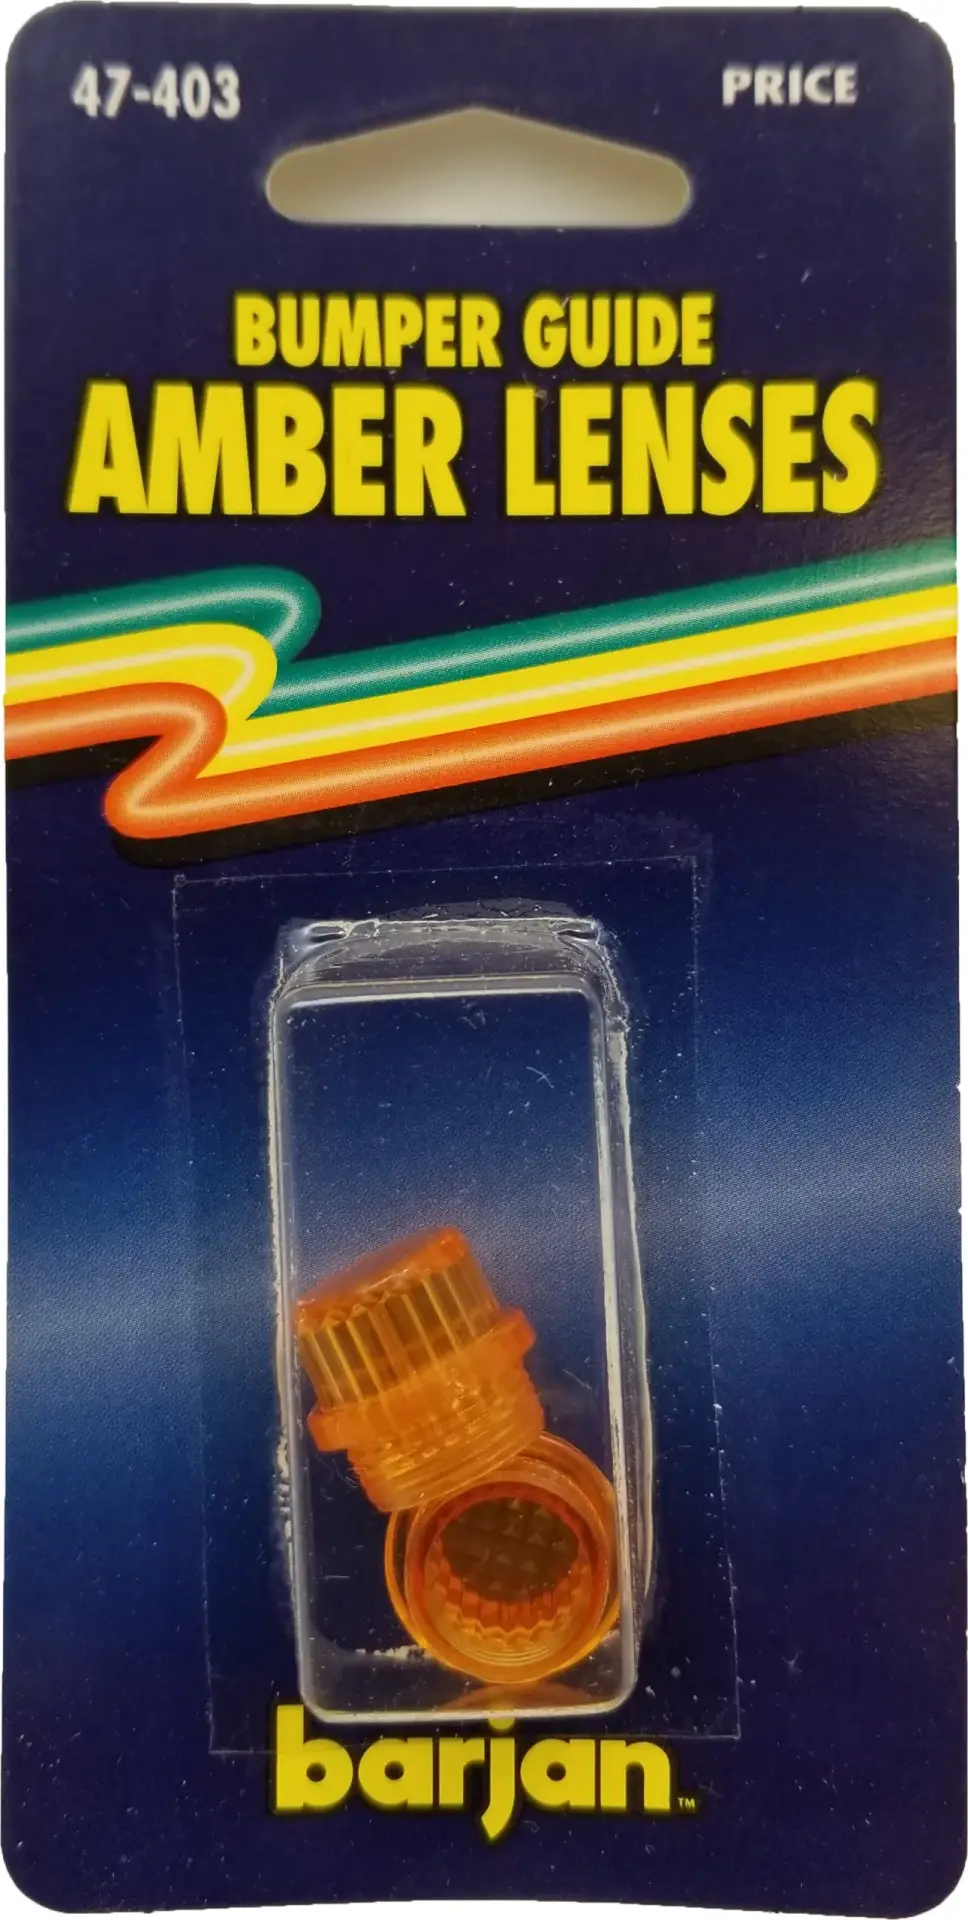 47-403
PRICE
BUMPER GUIDE
AMBER LENSES
barjan™